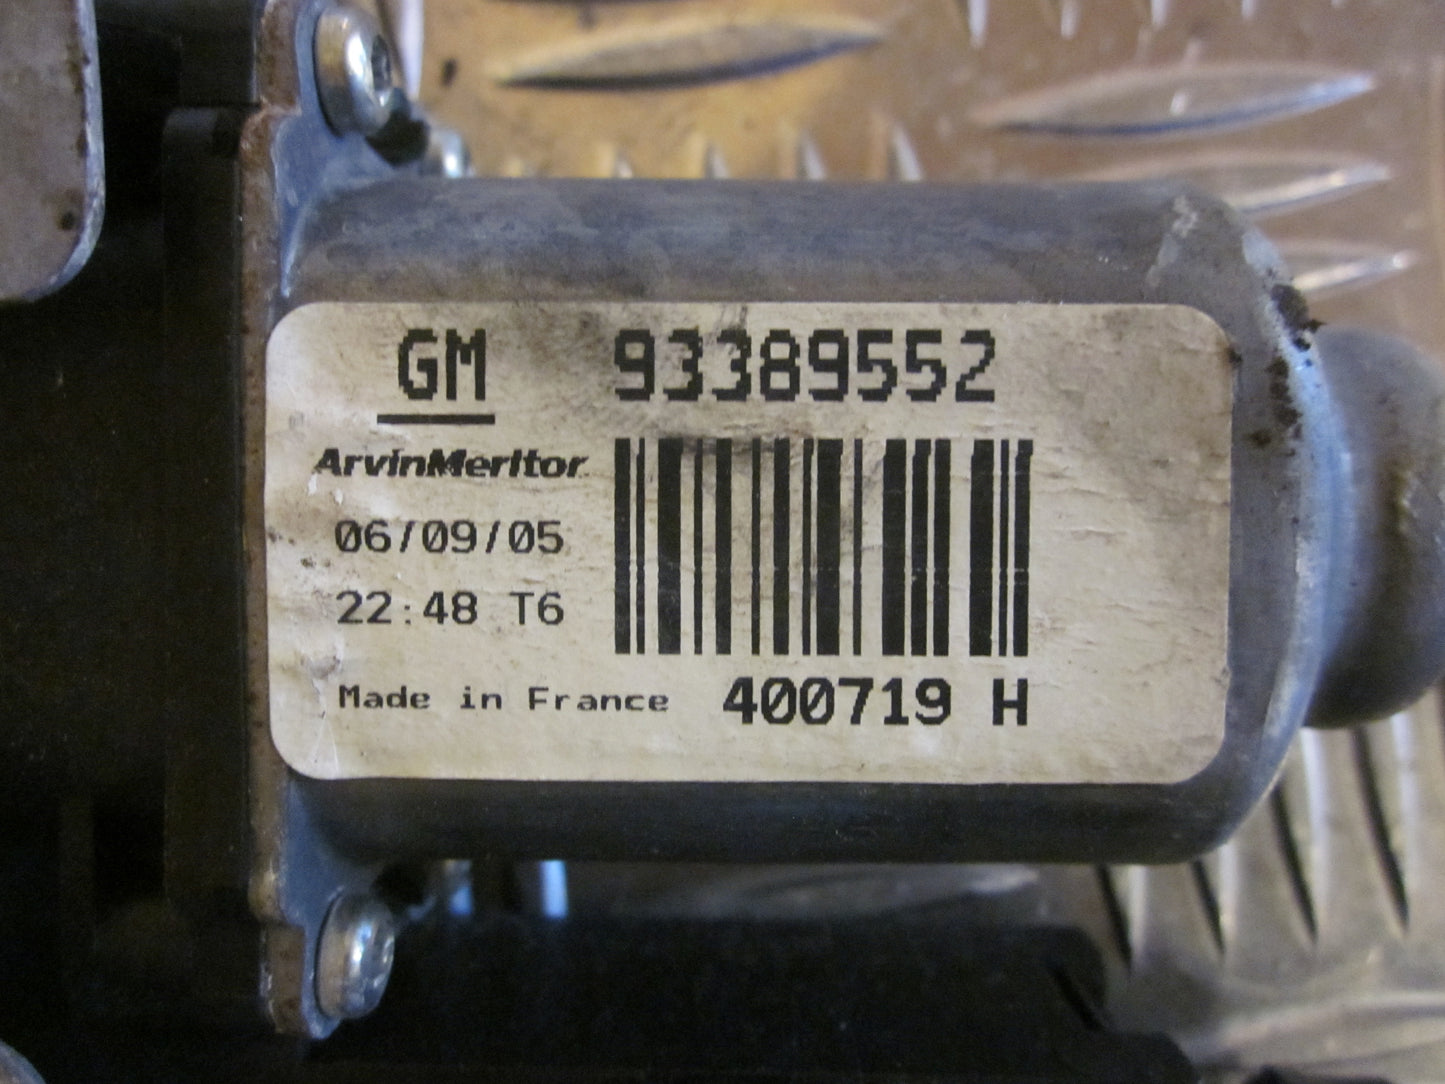 GM 93389552
ArvinMeritor
06/09/05
22:48 T6
Made in France 400719 H